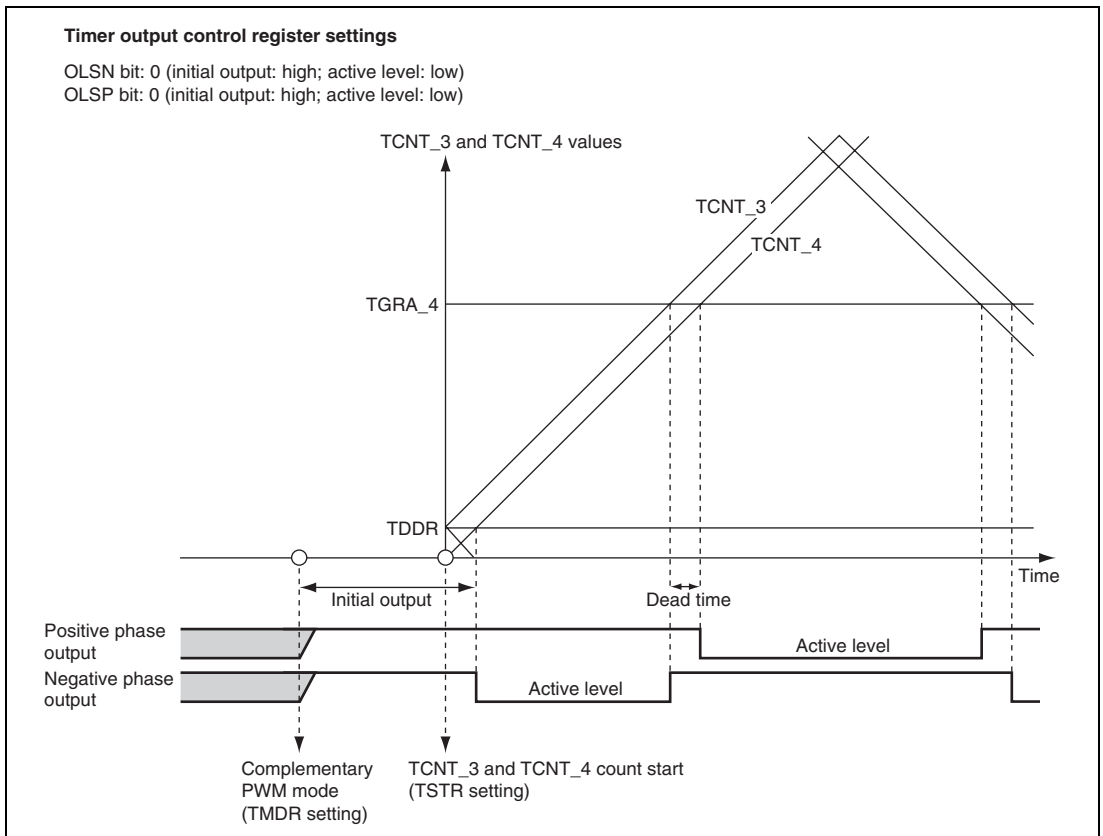 Timer output control register settings
OLSN bit: 0 (initial output: high; active level: low)
OLSP bit: 0 (initial output: high; active level: low)
TCNT_3 and TCNT_4 values
TCNT_3
TCNT_4
TGRA_4
TDDR
Time
Initial output
Dead time
Positive phase
output
Active level
Negative phase
output
Active level
Complementary
PWM mode
(TMDR setting)
TCNT_3 and TCNT_4 count start
(TSTR setting)